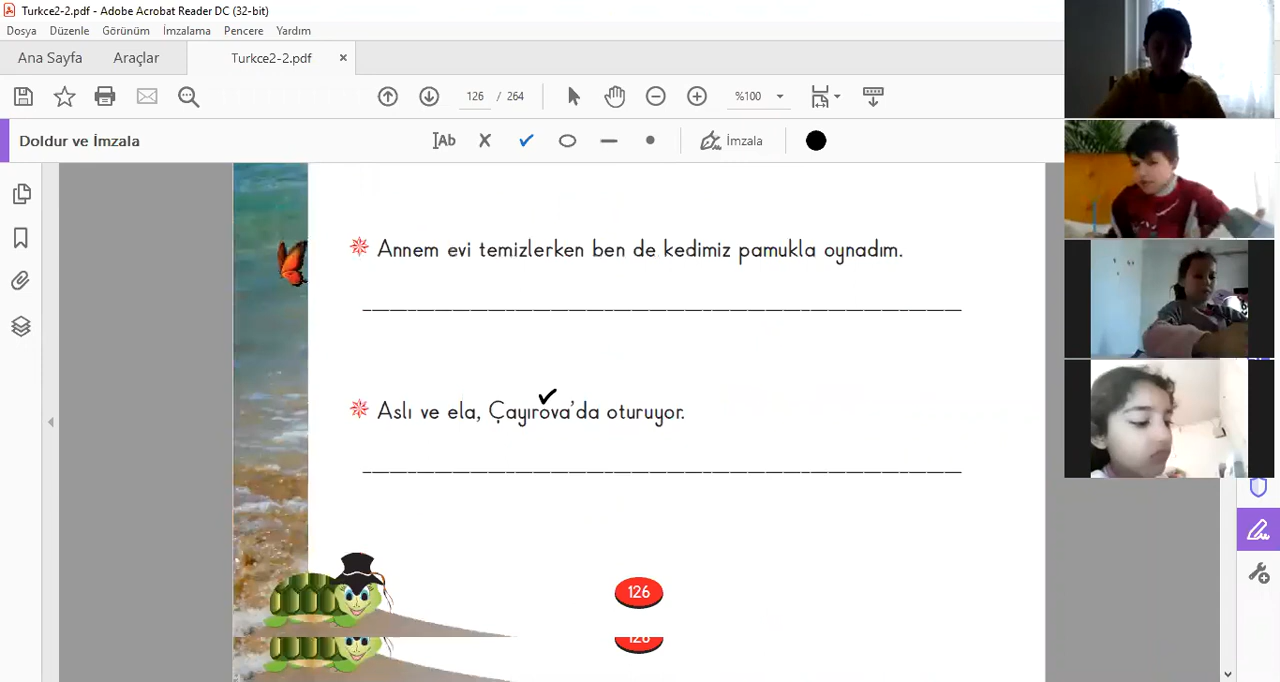 Turkce2-2.pdf - Adobe Acrobat Reader DC (32-bit)
Dosya Düzenle Görünüm İmzalama Pencere Yardım
Ana Sayfa Araçlar Turkce2-2.pdf ×
126 / 264 %100
Doldur ve İmzala IAb İmzala
Annem evi temizlerken ben de kedimiz pamukla oynadım.
Aslı ve ela, Çayırova'da oturuyor.
126
126